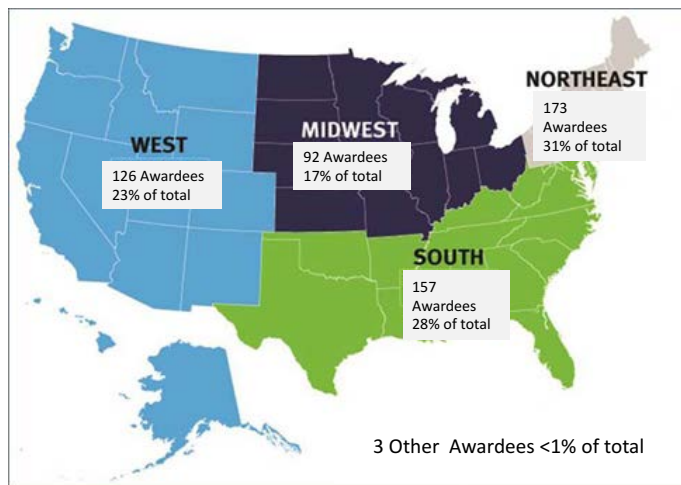 NORTHEAST
173
Awardees
31% of total
MIDWEST
92 Awardees
17% of total
WEST
126 Awardees
23% of total
SOUTH
157
Awardees
28% of total
3 Other Awardees <1% of total